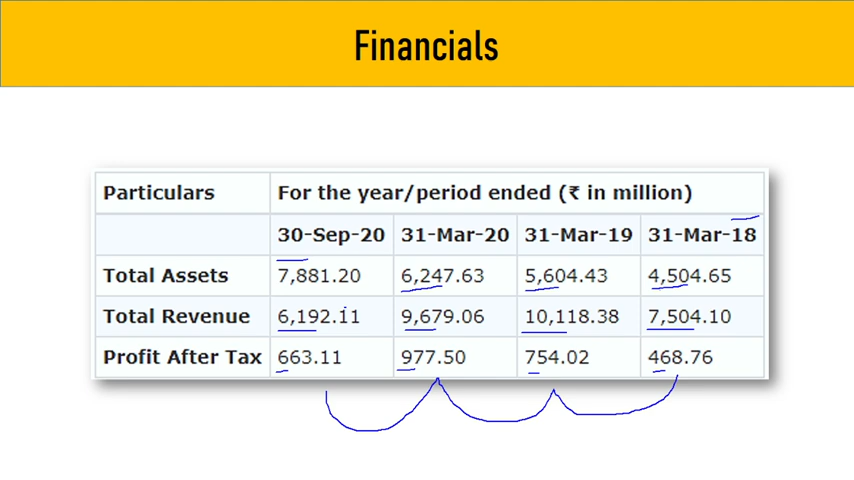 Financials
Particulars For the year/period ended (₹ in million)
30-Sep-20 31-Mar-20 31-Mar-19 31-Mar-18
Total Assets 7,881.20 6,247.63 5,604.43 4,504.65
Total Revenue 6,192.11 9,679.06 10,118.38 7,504.10
Profit After Tax 663.11 977.50 754.02 468.76